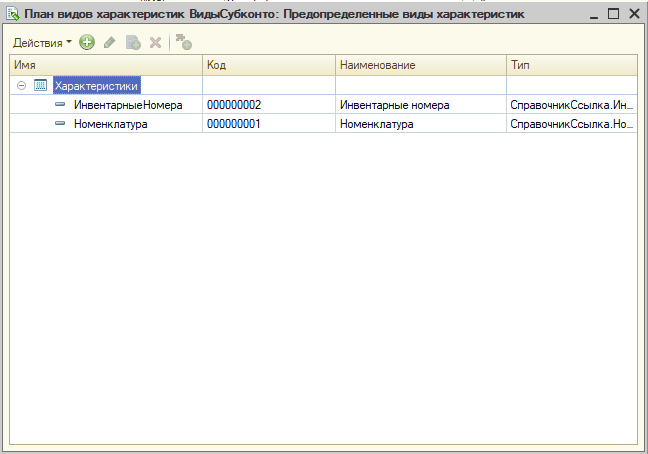 План видов характеристик ВидыСубконто: Предопределенные виды характеристик
Действия
Имя Код Наименование Тип
Характеристики
ИнвентарныеНомера 000000002 Инвентарные номера СправочникСсылка.Ин...
Номенклатура 000000001 Номенклатура СправочникСсылка.Но...